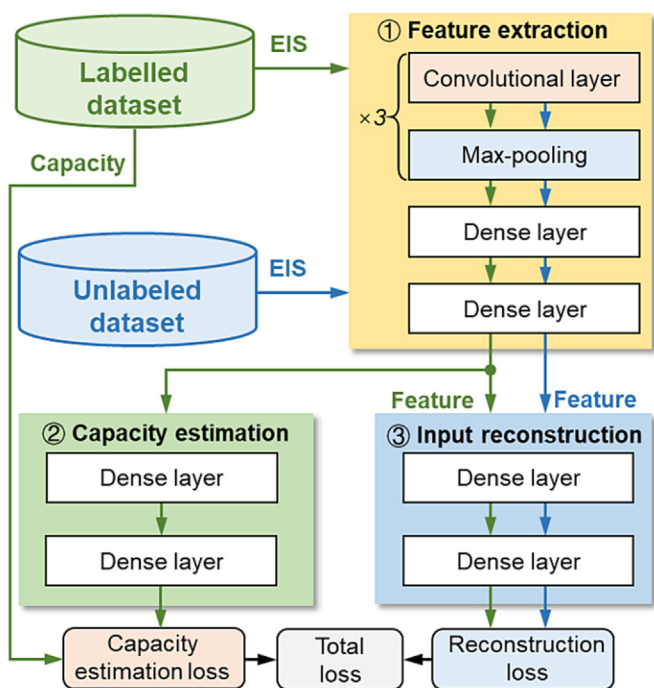 Labelled
dataset
EIS
① Feature extraction
×3
Convolutional layer
Max-pooling
Dense layer
Dense layer
Capacity
Unlabeled
dataset
EIS
Feature
Feature
② Capacity estimation
Dense layer
Dense layer
③ Input reconstruction
Dense layer
Dense layer
Capacity
estimation loss
Total
loss
Reconstruction
loss